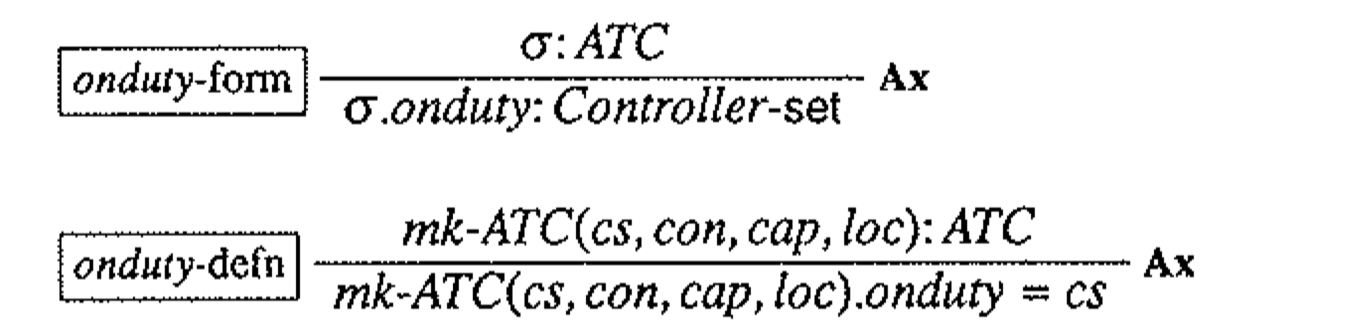 σ: ATC
onduty-form Ax
σ.onduty: Controller-set
mk-ATC(cs, con, cap, loc): ATC
onduty-defn Ax
mk-ATC(cs, con, cap, loc).onduty = cs